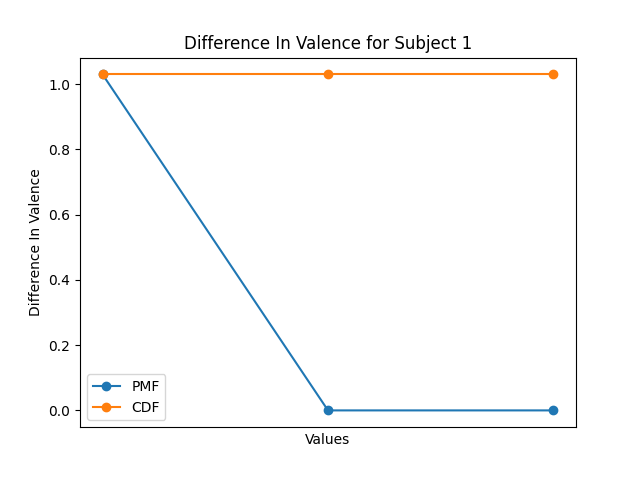 Difference In Valence for Subject 1
1.0
0.8
0.6
0.4
0.2
0.0
Difference In Valence
PMF
CDF
Values